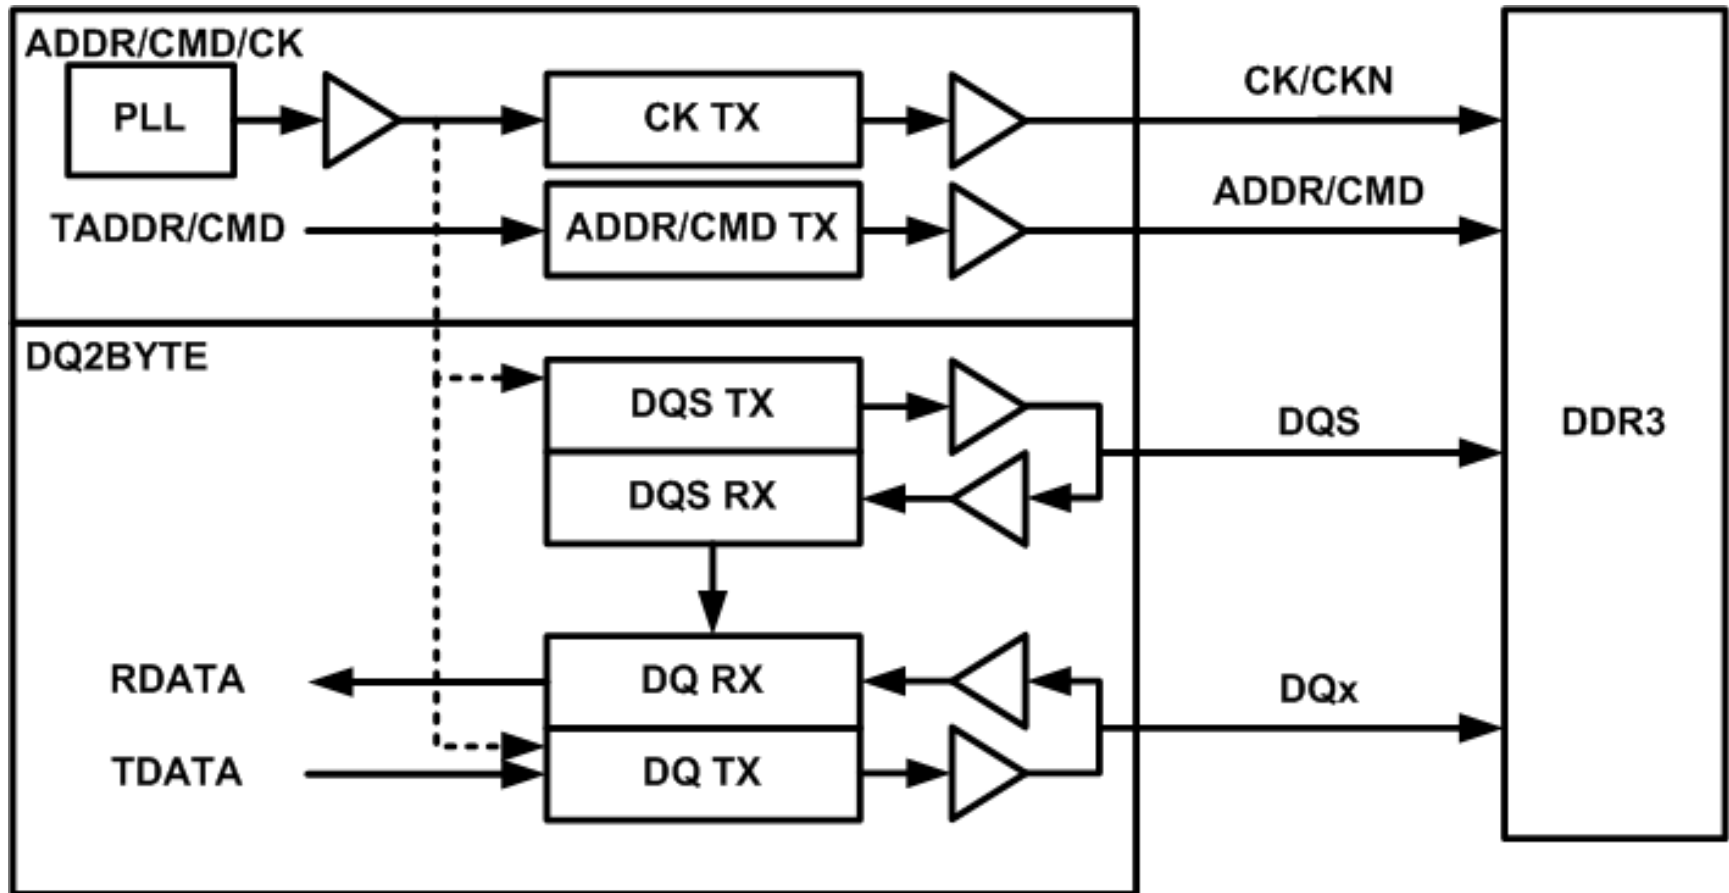 ADDR/CMD/CK
PLL
CK TX
CK/CKN
TADDR/CMD
ADDR/CMD TX
ADDR/CMD
DQ2BYTE
DQS TX
DQS
DDR3
DQS RX
RDATA
DQ RX
DQx
TDATA
DQ TX